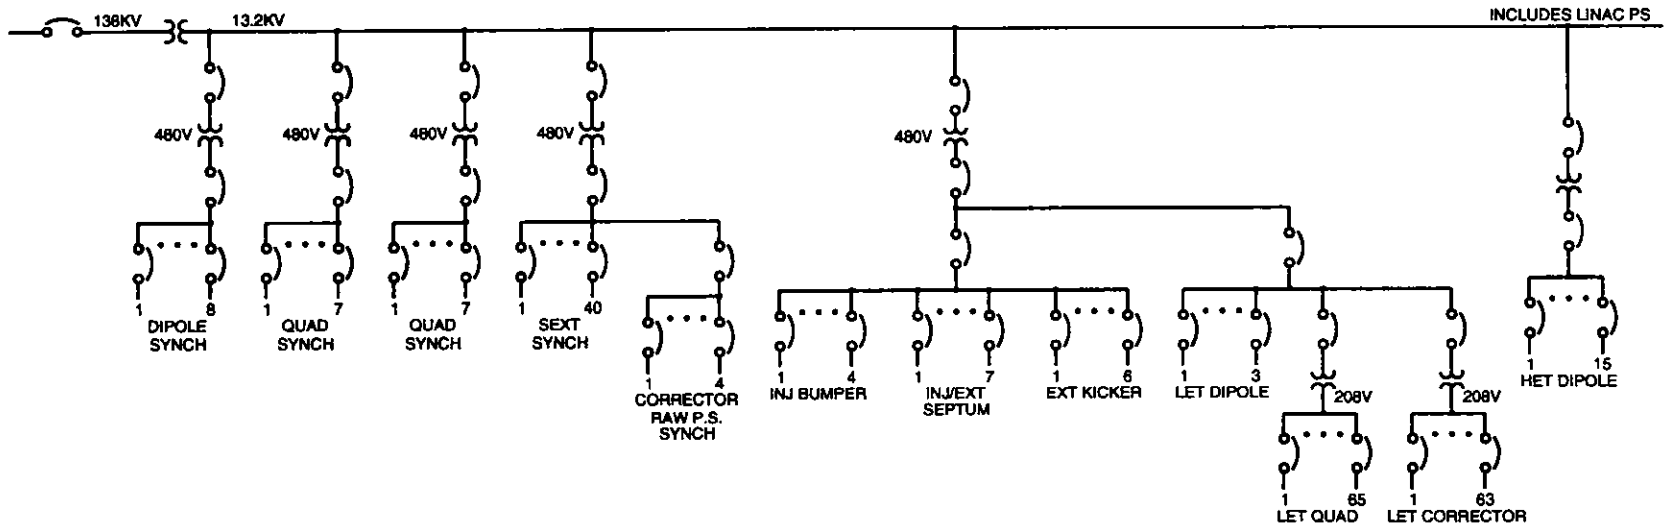 138KV
13.2KV
INCLUDES LINAC PS
480V
480V
480V
480V
480V
1
8
1
7
1
7
1
40
DIPOLE
SYNCH
QUAD
SYNCH
QUAD
SYNCH
SEXT
SYNCH
1
4
CORRECTOR
RAW P.S.
SYNCH
1
4
INJ BUMPER
1
7
INJ/EXT
SEPTUM
1
6
EXT KICKER
1
3
LET DIPOLE
1
15
HET DIPOLE
208V
208V
1
65
LET QUAD
1
63
LET CORRECTOR